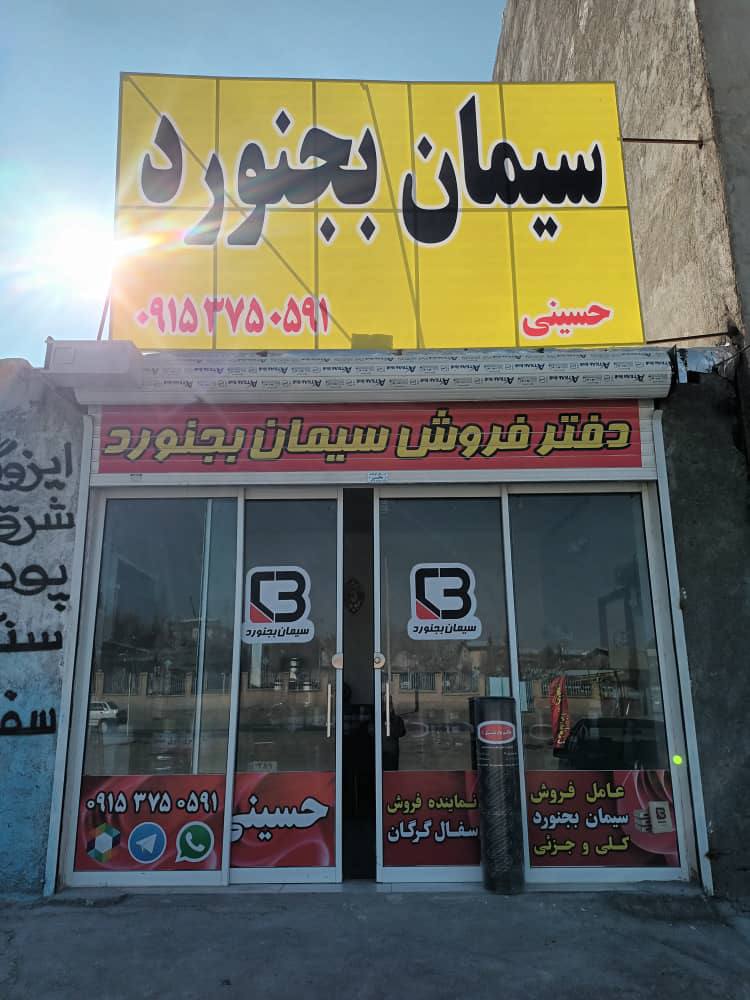 سیمان بجنورد
حسینی
۰۹۱۵ ۳۷۵ ۰۵۹۱
دفتر فروش سیمان بجنورد
سیمان بجنورد
سیمان بجنورد
شرق
۰۹۱۵ ۳۷۵ ۰۵۹۱
حسینی
نماینده فروش
سفال گرگان
عامل فروش
سیمان بجنورد
کلی و جزئی